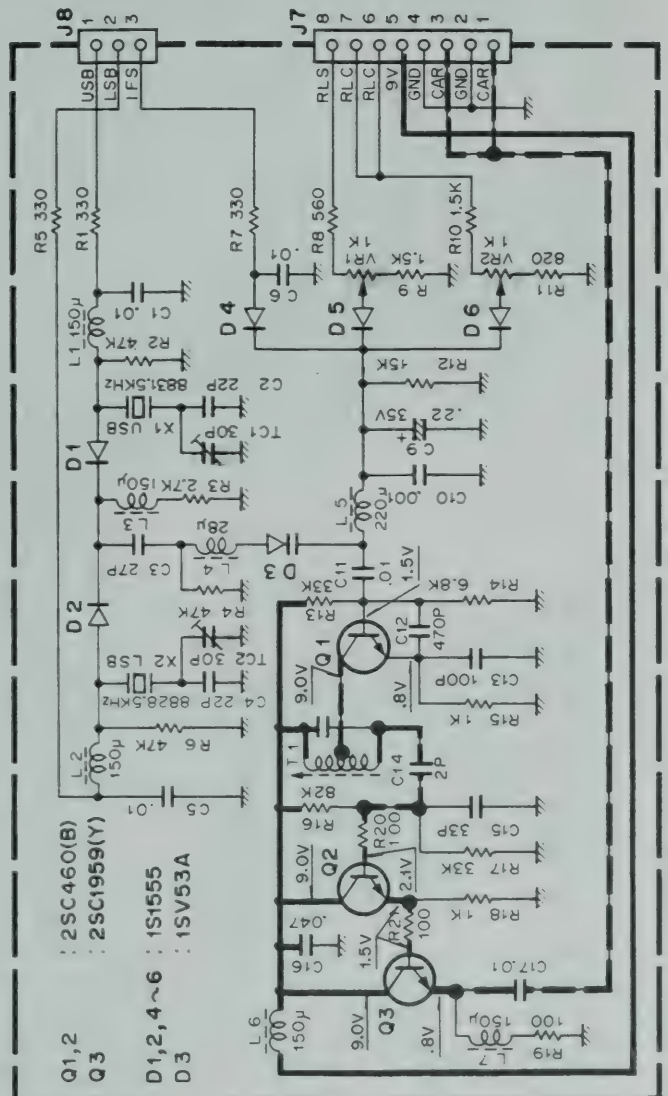 J8
1
2
3
USB
LSB
IFS
J7
8
7
6
5
4
3
2
1
RLS
RLC
RLC
9V
GND
CAR
GND
CAR
R5 330
R1 330
R7 330
R8 560
R10 1.5K
C1 .01
L1 150μ
R2 47K
8831.5KHz
X1 USB
C2 22P
TC1 30P
D1
R3 2.7K
150μ
L3
C3 27P
28μ
L4
D3
D2
R4 47K
TC2 30P
X2 LSB
8828.5KHz
C4 22P
R6 47K
L2
150μ
C5 .01
C6 .01
D4
D5
D6
VR1 1K
R9 1.5K
VR2 1K
R11 820
R12 15K
C9 .22 35V
+
C10 .001
L5
220μ
C11 .01
R13 33K
1.5V
R14 6.8K
C12 470P
C13 100P
R15 1K
Q1
9.0V
.8V
T1
C14 2P
R16 82K
R20 100
C15 33P
R17 33K
Q2
9.0V
2.1V
R18 1K
R21 100
1.5V
C16 .047
Q3
9.0V
.8V
C17 .01
L6
150μ
L7 150μ
R19 100
Q1,2 : 2SC460(B)
Q3 : 2SC1959(Y)
D1,2,4~6 : 1S1555
D3 : 1SV53A